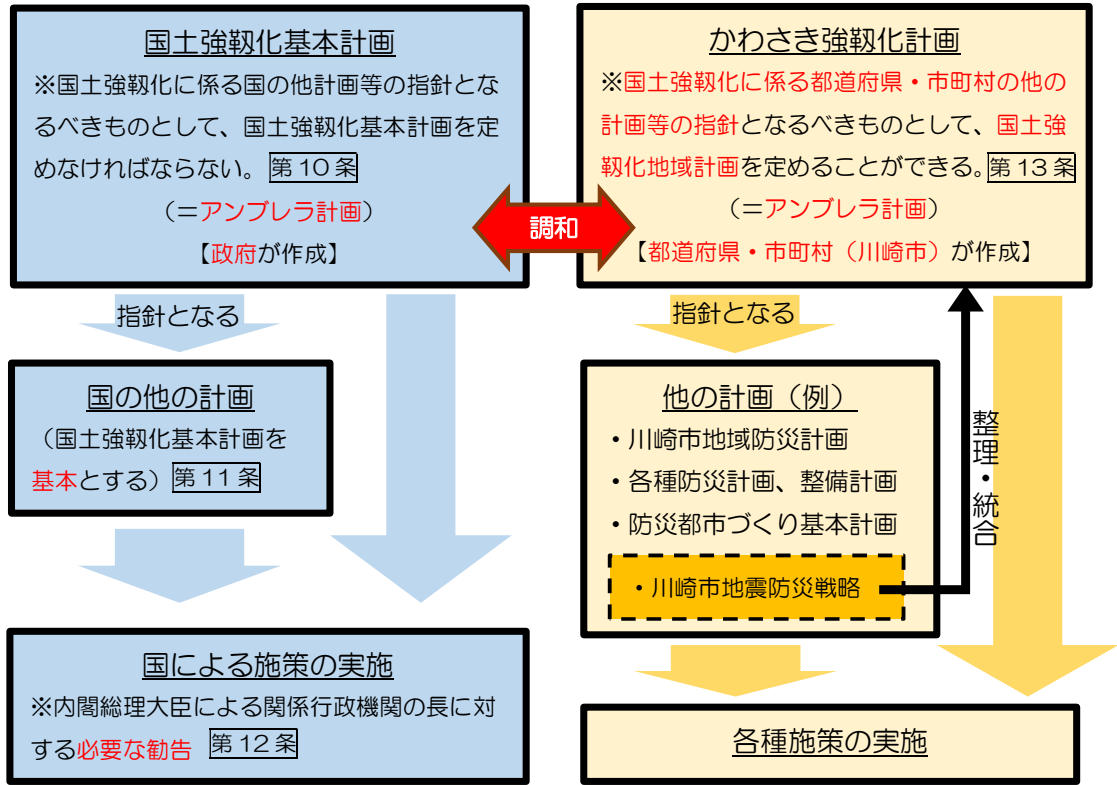 国土強靱化基本計画
※国土強靱化に係る国の他計画等の指針とな
るべきものとして、国土強靱化基本計画を定
めなければならない。 第10条
（＝アンブレラ計画）
【政府が作成】
調和
かわさき強靱化計画
※国土強靱化に係る都道府県・市町村の他の
計画等の指針となるべきものとして、国土強
靱化地域計画を定めることができる。第13条
（＝アンブレラ計画）
【都道府県・市町村（川崎市）が作成】
指針となる
指針となる
国の他の計画
（国土強靱化基本計画を
基本とする） 第11条
他の計画（例）
・川崎市地域防災計画
・各種防災計画、整備計画
・防災都市づくり基本計画
・川崎市地震防災戦略
整理・統合
国による施策の実施
※内閣総理大臣による関係行政機関の長に対
する必要な勧告 第12条
各種施策の実施